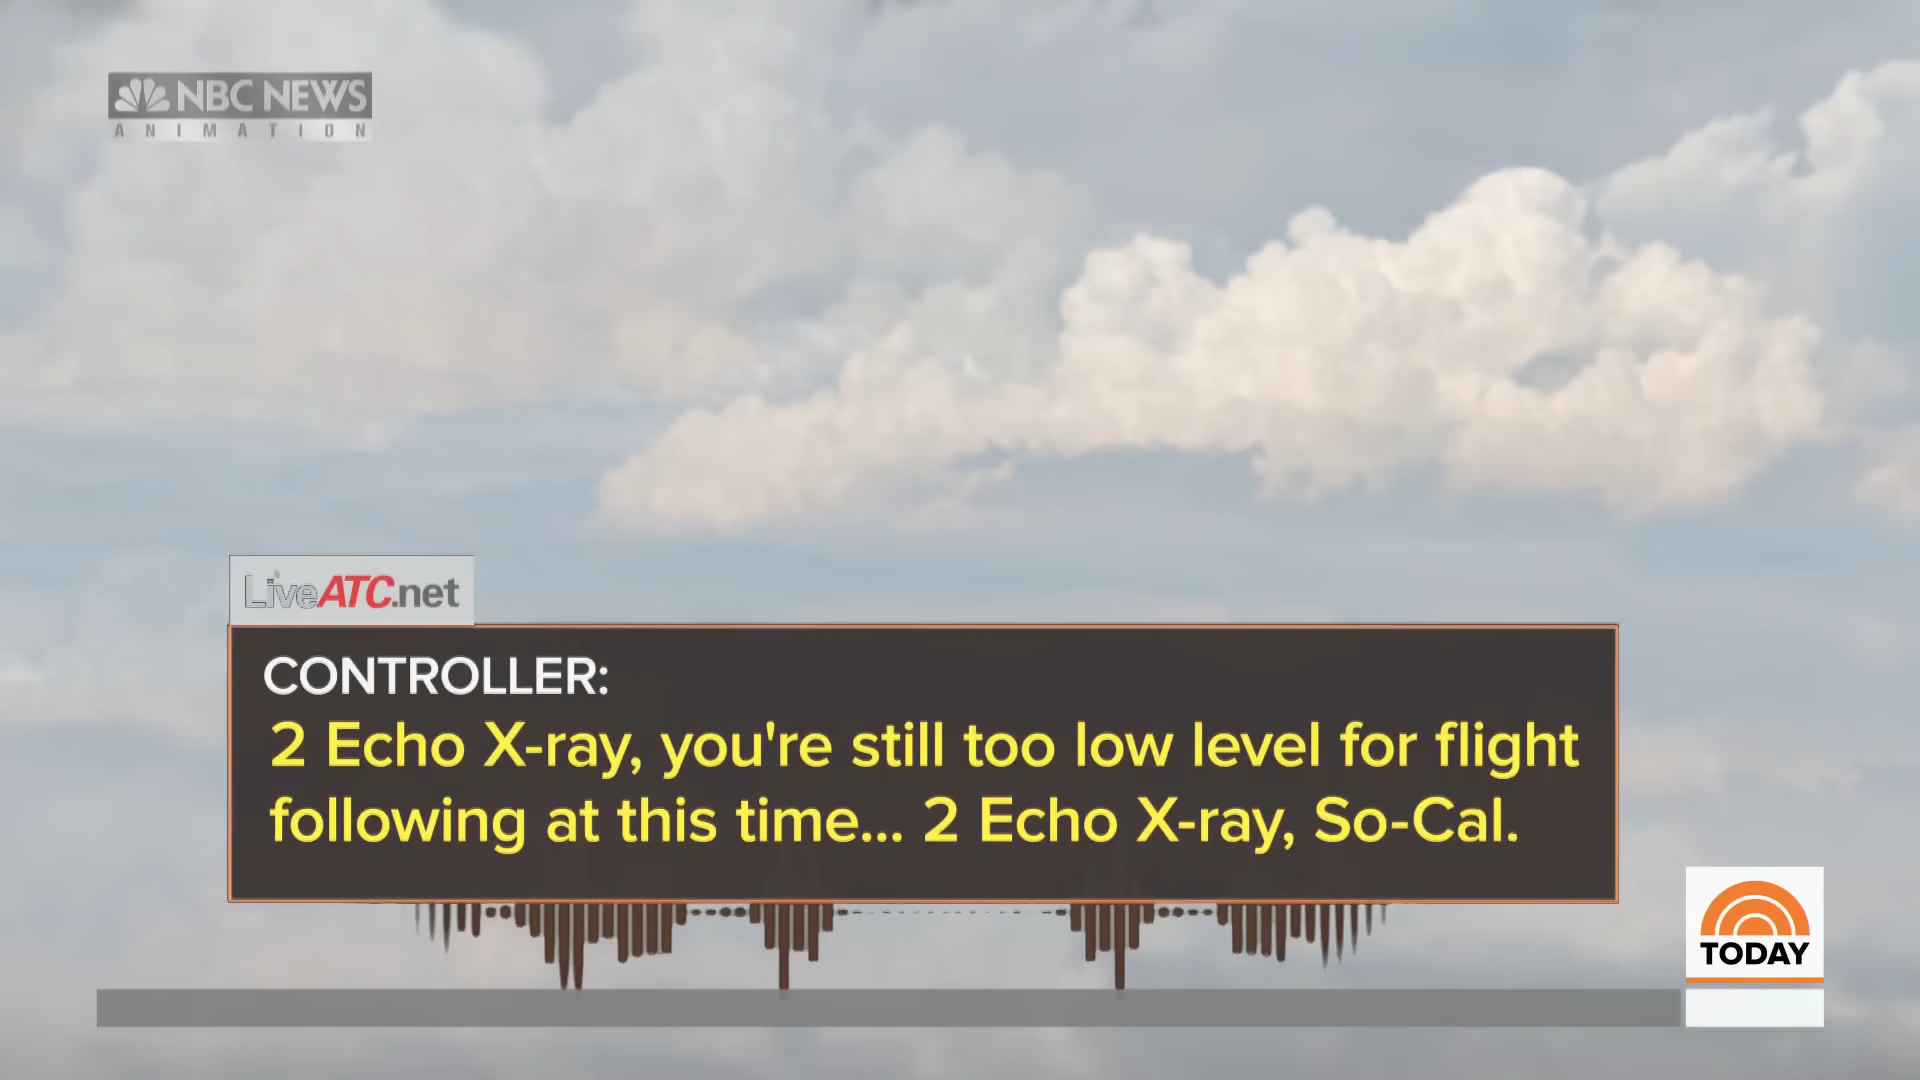 NBC NEWS
ANIMATION
LiveATC.net
CONTROLLER:
2 Echo X-ray, you're still too low level for flight
following at this time... 2 Echo X-ray, So-Cal.
TODAY